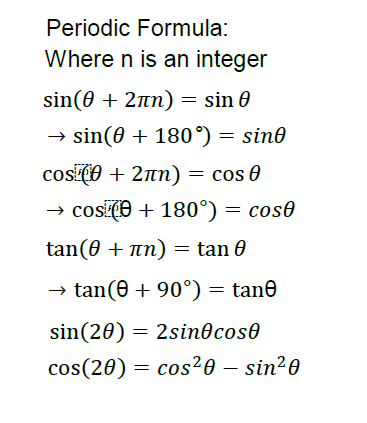 Periodic Formula:
Where n is an integer
sin(θ + 2πn) = sin θ
→ sin(θ + 180°) = sinθ
cos(θ + 2πn) = cos θ
→ cos(θ + 180°) = cosθ
tan(θ + πn) = tan θ
→ tan(θ + 90°) = tanθ
sin(2θ) = 2sinθcosθ
cos(2θ) = cos²θ − sin²θ